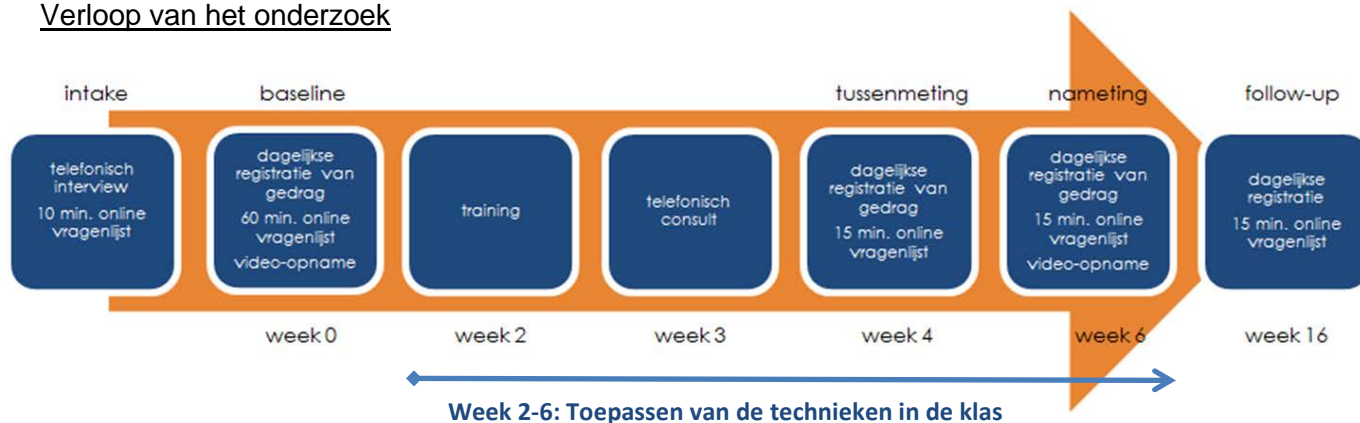 Verloop van het onderzoek
intake
baseline
tussenmeting
nameting
follow-up
telefonisch
interview
10 min. online
vragenlijst
dagelijkse
registratie van
gedrag
60 min. online
vragenlijst
video-opname
training
telefonisch
consult
dagelijkse
registratie van
gedrag
15 min. online
vragenlijst
dagelijkse
registratie van
gedrag
15 min. online
vragenlijst
video-opname
dagelijkse
registratie
15 min. online
vragenlijst
week 0
week 2
week 3
week 4
week 6
week 16
Week 2-6: Toepassen van de technieken in de klas